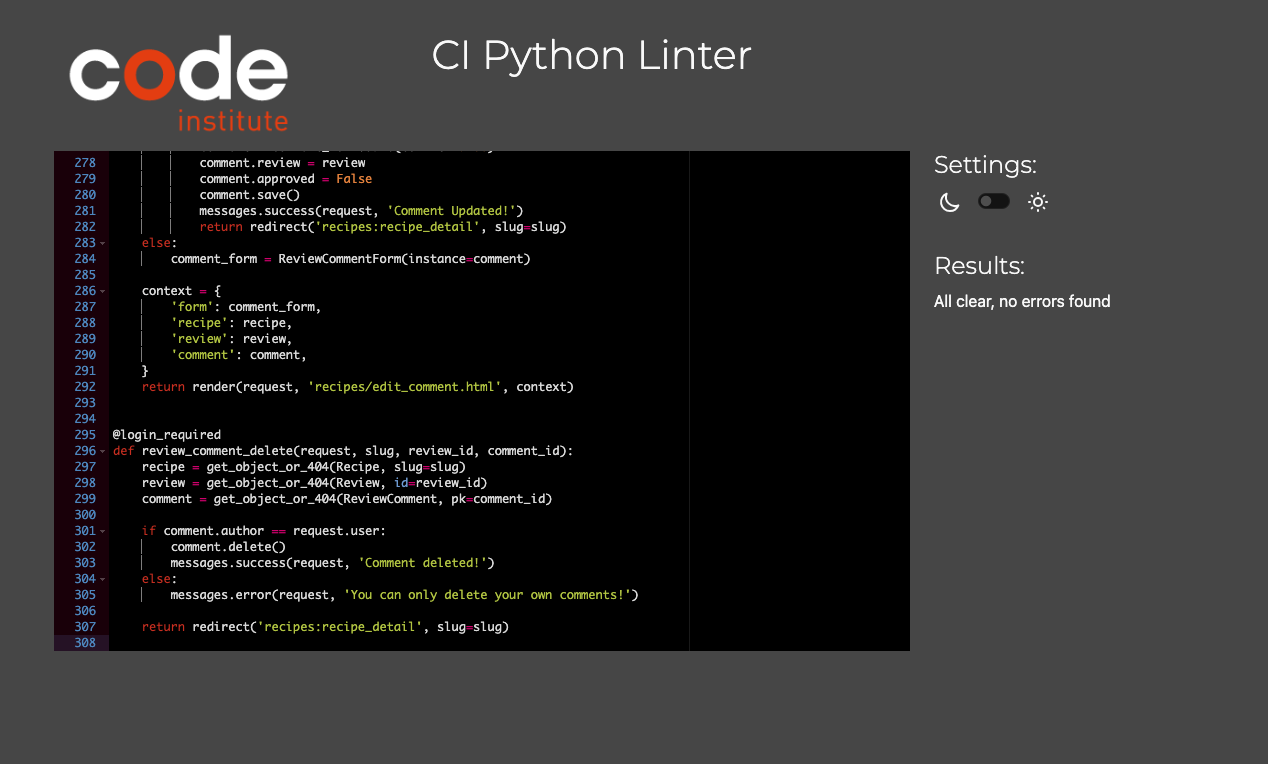 code
institute
CI Python Linter
278 comment.review = review
279 comment.approved = False
280 comment.save()
281 messages.success(request, 'Comment Updated!')
282 return redirect('recipes:recipe_detail', slug=slug)
283 else:
284 comment_form = ReviewCommentForm(instance=comment)
285
286 context = {
287 'form': comment_form,
288 'recipe': recipe,
289 'review': review,
290 'comment': comment,
291 }
292 return render(request, 'recipes/edit_comment.html', context)
293
294
295 @login_required
296 def review_comment_delete(request, slug, review_id, comment_id):
297 recipe = get_object_or_404(Recipe, slug=slug)
298 review = get_object_or_404(Review, id=review_id)
299 comment = get_object_or_404(ReviewComment, pk=comment_id)
300
301 if comment.author == request.user:
302 comment.delete()
303 messages.success(request, 'Comment deleted!')
304 else:
305 messages.error(request, 'You can only delete your own comments!')
306
307 return redirect('recipes:recipe_detail', slug=slug)
308
Settings:
Results:
All clear, no errors found